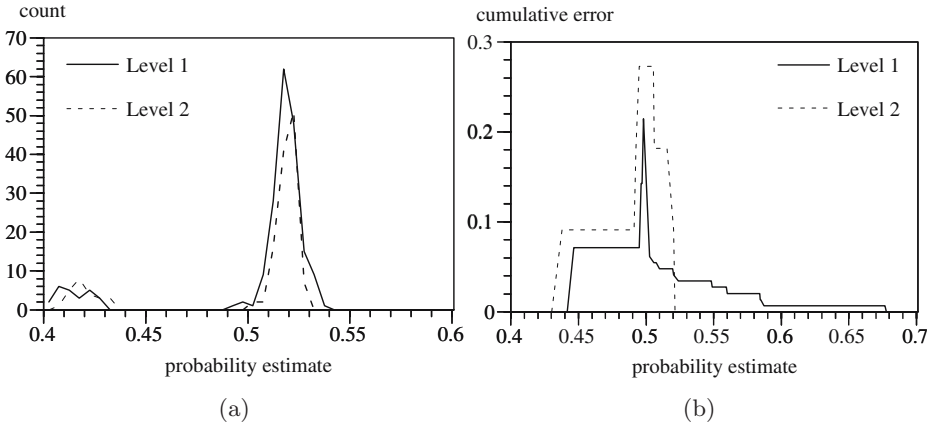 count
70
60
50
40
30
20
10
0
Level 1
Level 2
0.4 0.45 0.5 0.55 0.6
probability estimate
(a)
cumulative error
0.3
0.2
0.1
0
Level 1
Level 2
0.4 0.45 0.5 0.55 0.6 0.65 0.7
probability estimate
(b)